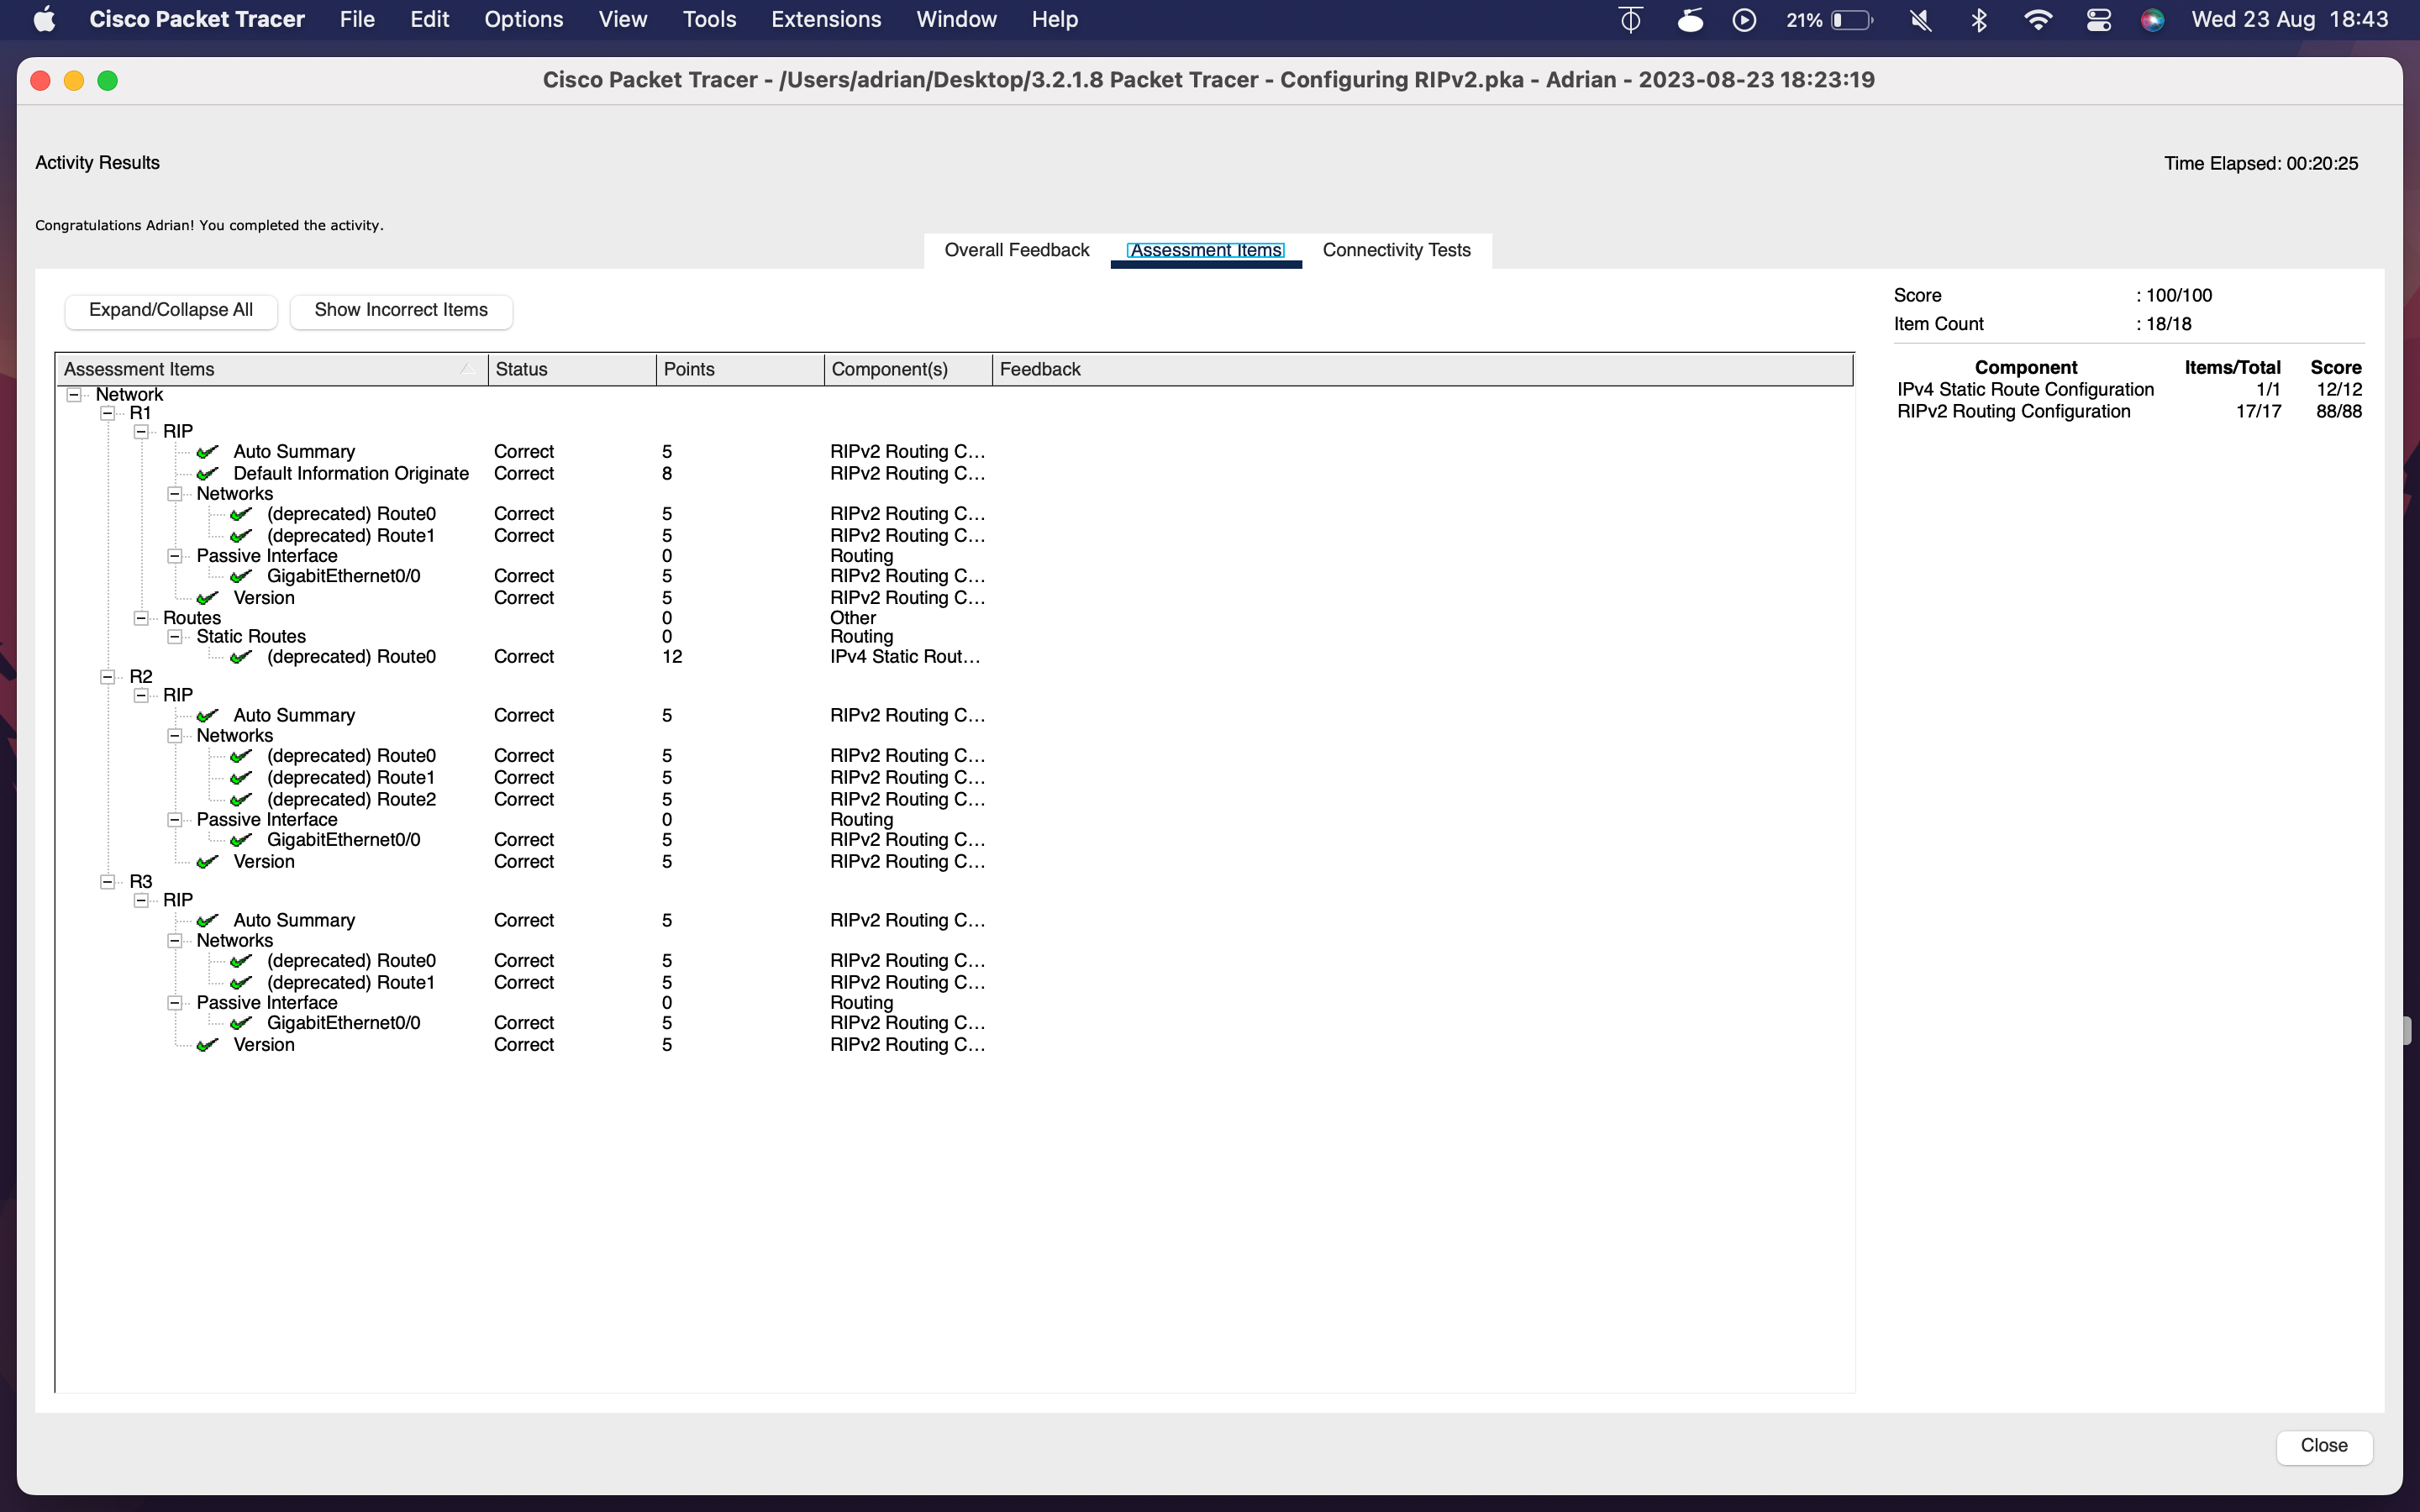 Cisco Packet Tracer File Edit Options View Tools Extensions Window Help 21% Wed 23 Aug 18:43
Cisco Packet Tracer - /Users/adrian/Desktop/3.2.1.8 Packet Tracer - Configuring RIPv2.pka - Adrian - 2023-08-23 18:23:19
Activity Results Time Elapsed: 00:20:25
Congratulations Adrian! You completed the activity.
Overall Feedback Assessment Items Connectivity Tests
Expand/Collapse All Show Incorrect Items
Score : 100/100
Item Count : 18/18
Component Items/Total Score
IPv4 Static Route Configuration 1/1 12/12
RIPv2 Routing Configuration 17/17 88/88
Assessment Items Status Points Component(s) Feedback
Network
R1
RIP
Auto Summary Correct 5 RIPv2 Routing C...
Default Information Originate Correct 8 RIPv2 Routing C...
Networks
(deprecated) Route0 Correct 5 RIPv2 Routing C...
(deprecated) Route1 Correct 5 RIPv2 Routing C...
Passive Interface 0 Routing
GigabitEthernet0/0 Correct 5 RIPv2 Routing C...
Version Correct 5 RIPv2 Routing C...
Routes 0 Other
Static Routes 0 Routing
(deprecated) Route0 Correct 12 IPv4 Static Rout...
R2
RIP
Auto Summary Correct 5 RIPv2 Routing C...
Networks
(deprecated) Route0 Correct 5 RIPv2 Routing C...
(deprecated) Route1 Correct 5 RIPv2 Routing C...
(deprecated) Route2 Correct 5 RIPv2 Routing C...
Passive Interface 0 Routing
GigabitEthernet0/0 Correct 5 RIPv2 Routing C...
Version Correct 5 RIPv2 Routing C...
R3
RIP
Auto Summary Correct 5 RIPv2 Routing C...
Networks
(deprecated) Route0 Correct 5 RIPv2 Routing C...
(deprecated) Route1 Correct 5 RIPv2 Routing C...
Passive Interface 0 Routing
GigabitEthernet0/0 Correct 5 RIPv2 Routing C...
Version Correct 5 RIPv2 Routing C...
Close